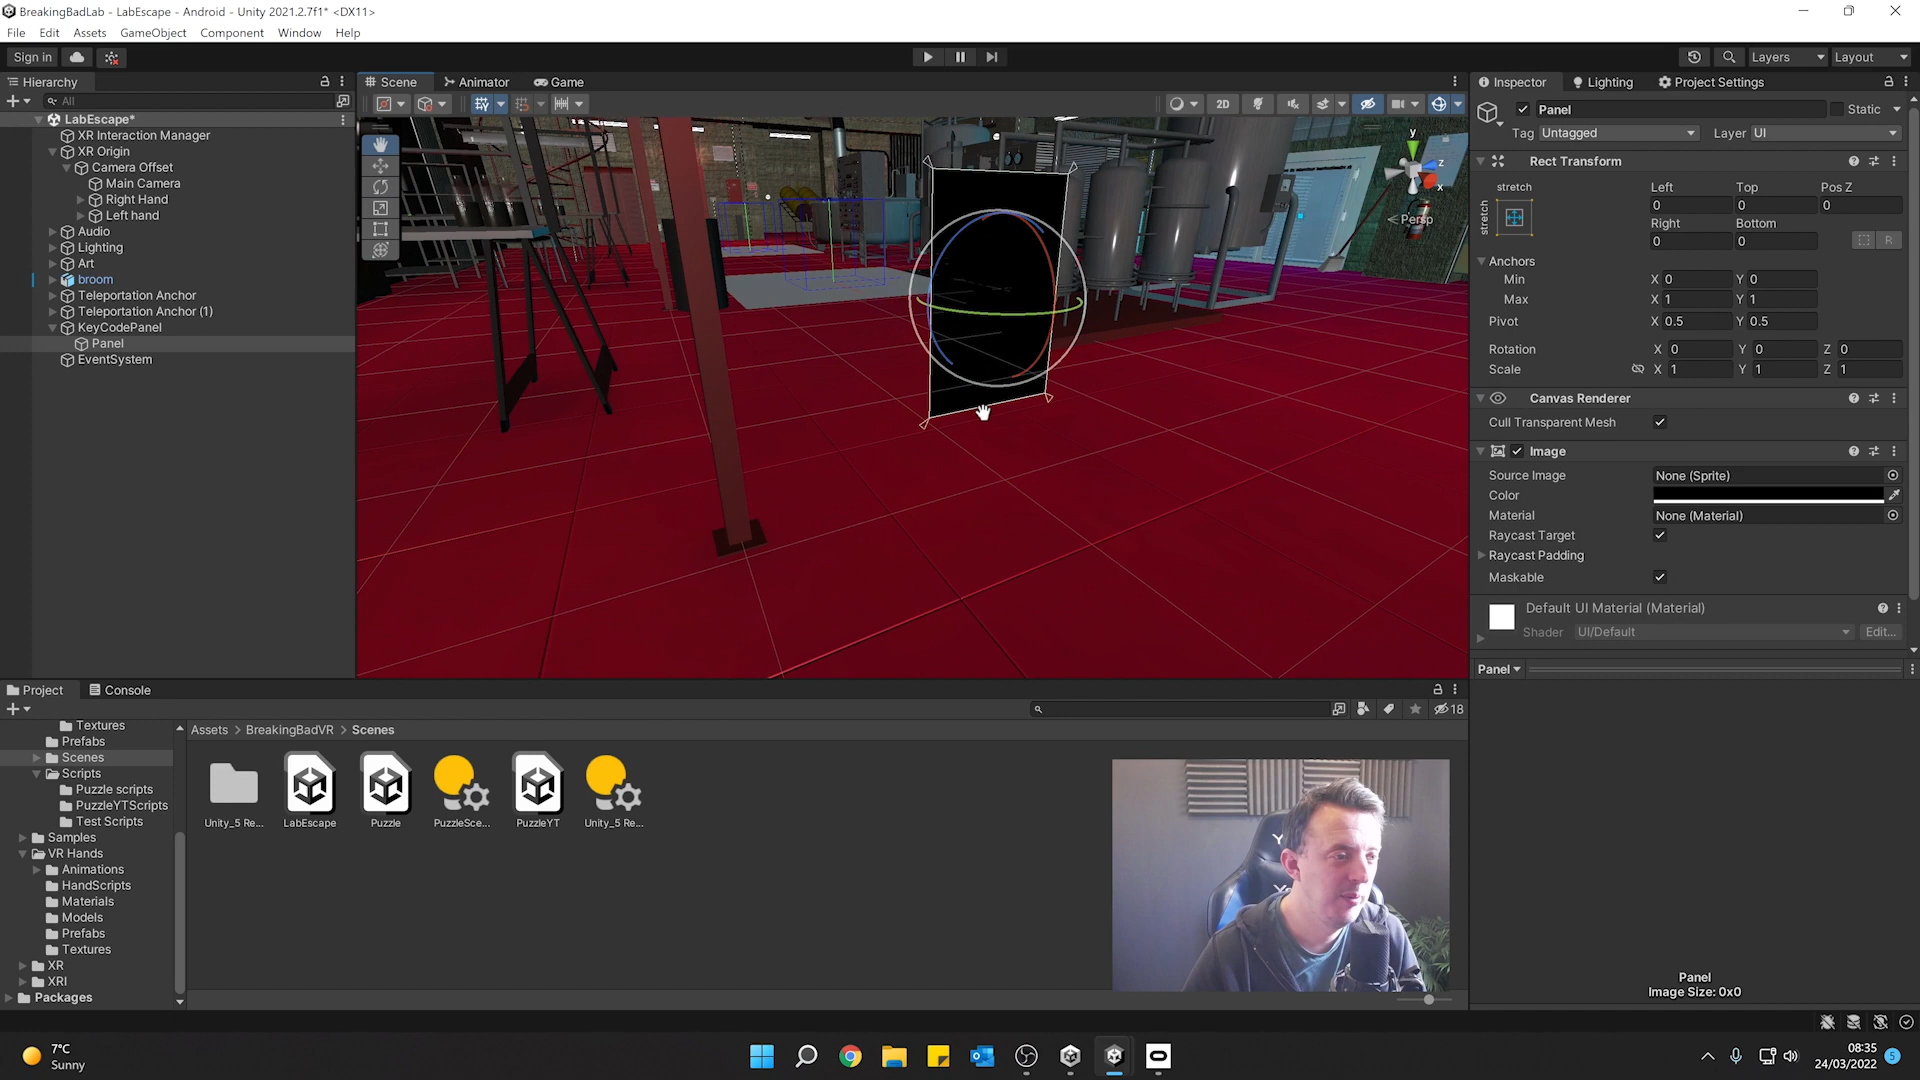 BreakingBadLab - LabEscape - Android - Unity 2021.2.7f1* <DX11>
File Edit Assets GameObject Component Window Help
Sign in
Layers
Layout
Hierarchy
All
LabEscape*
XR Interaction Manager
XR Origin
Camera Offset
Main Camera
Right Hand
Left hand
Audio
Lighting
Art
broom
Teleportation Anchor
Teleportation Anchor (1)
KeyCodePanel
Panel
EventSystem
Scene Animator Game
2D
y
z
x
< Persp
Inspector Lighting Project Settings
Panel Static
Tag Untagged Layer UI
Rect Transform
stretch Left Top Pos Z
stretch 0 0 0
Right Bottom
0 0 R
Anchors
Min X 0 Y 0
Max X 1 Y 1
Pivot X 0.5 Y 0.5
Rotation X 0 Y 0 Z 0
Scale X 1 Y 1 Z 1
Canvas Renderer
Cull Transparent Mesh
Image
Source Image None (Sprite)
Color
Material None (Material)
Raycast Target
Raycast Padding
Maskable
Default UI Material (Material)
Shader UI/Default Edit...
Panel
Panel
Image Size: 0x0
Project Console
18
Textures
Prefabs
Scenes
Scripts
Puzzle scripts
PuzzleYTScripts
Test Scripts
Samples
VR Hands
Animations
HandScripts
Materials
Models
Prefabs
Textures
XR
XRI
Packages
Assets > BreakingBadVR > Scenes
Unity_5 Re... LabEscape Puzzle PuzzleSce... PuzzleYT Unity_5 Re...
7°C
Sunny
08:35
24/03/2022
5